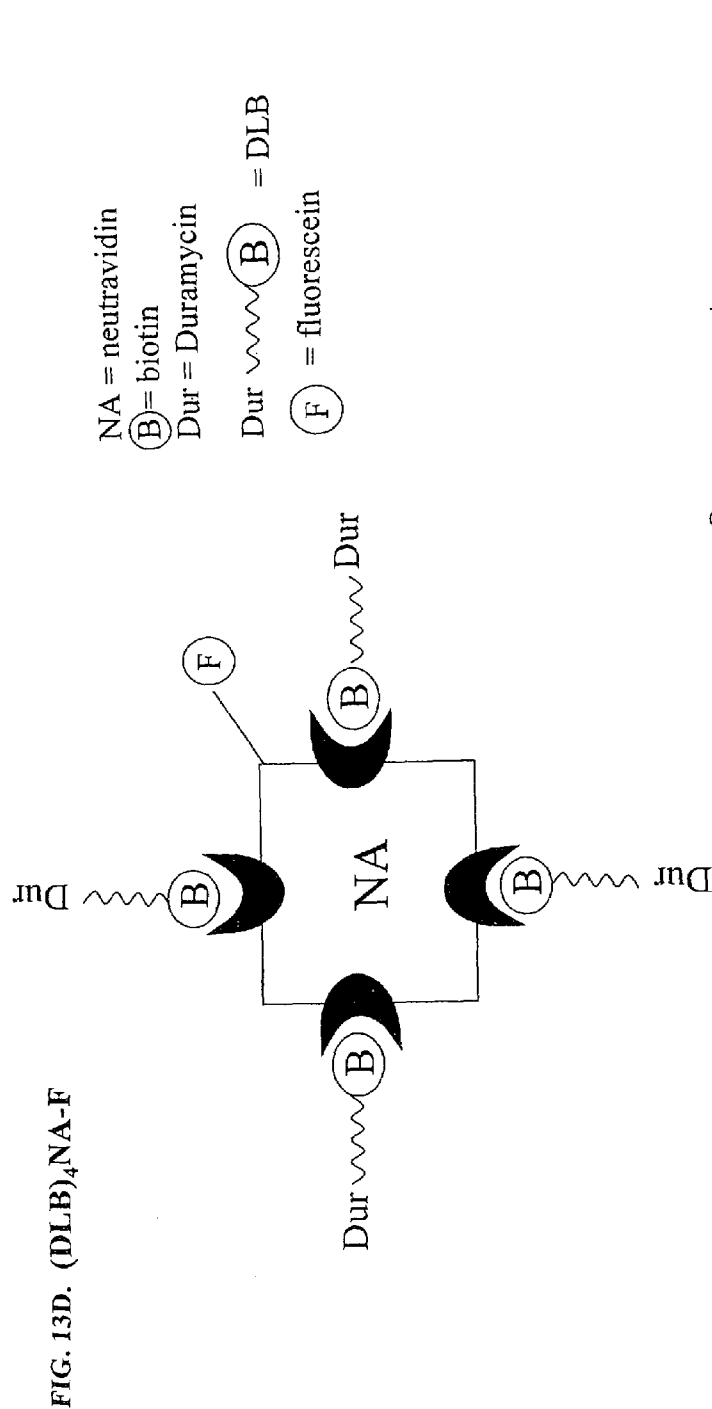 FIG. 13D. (DLB)₄NA-F
Dur
B
Dur
B
NA
B
Dur
B
Dur
F
NA = neutravidin
B = biotin
Dur = Duramycin
Dur B = DLB
F = fluorescein